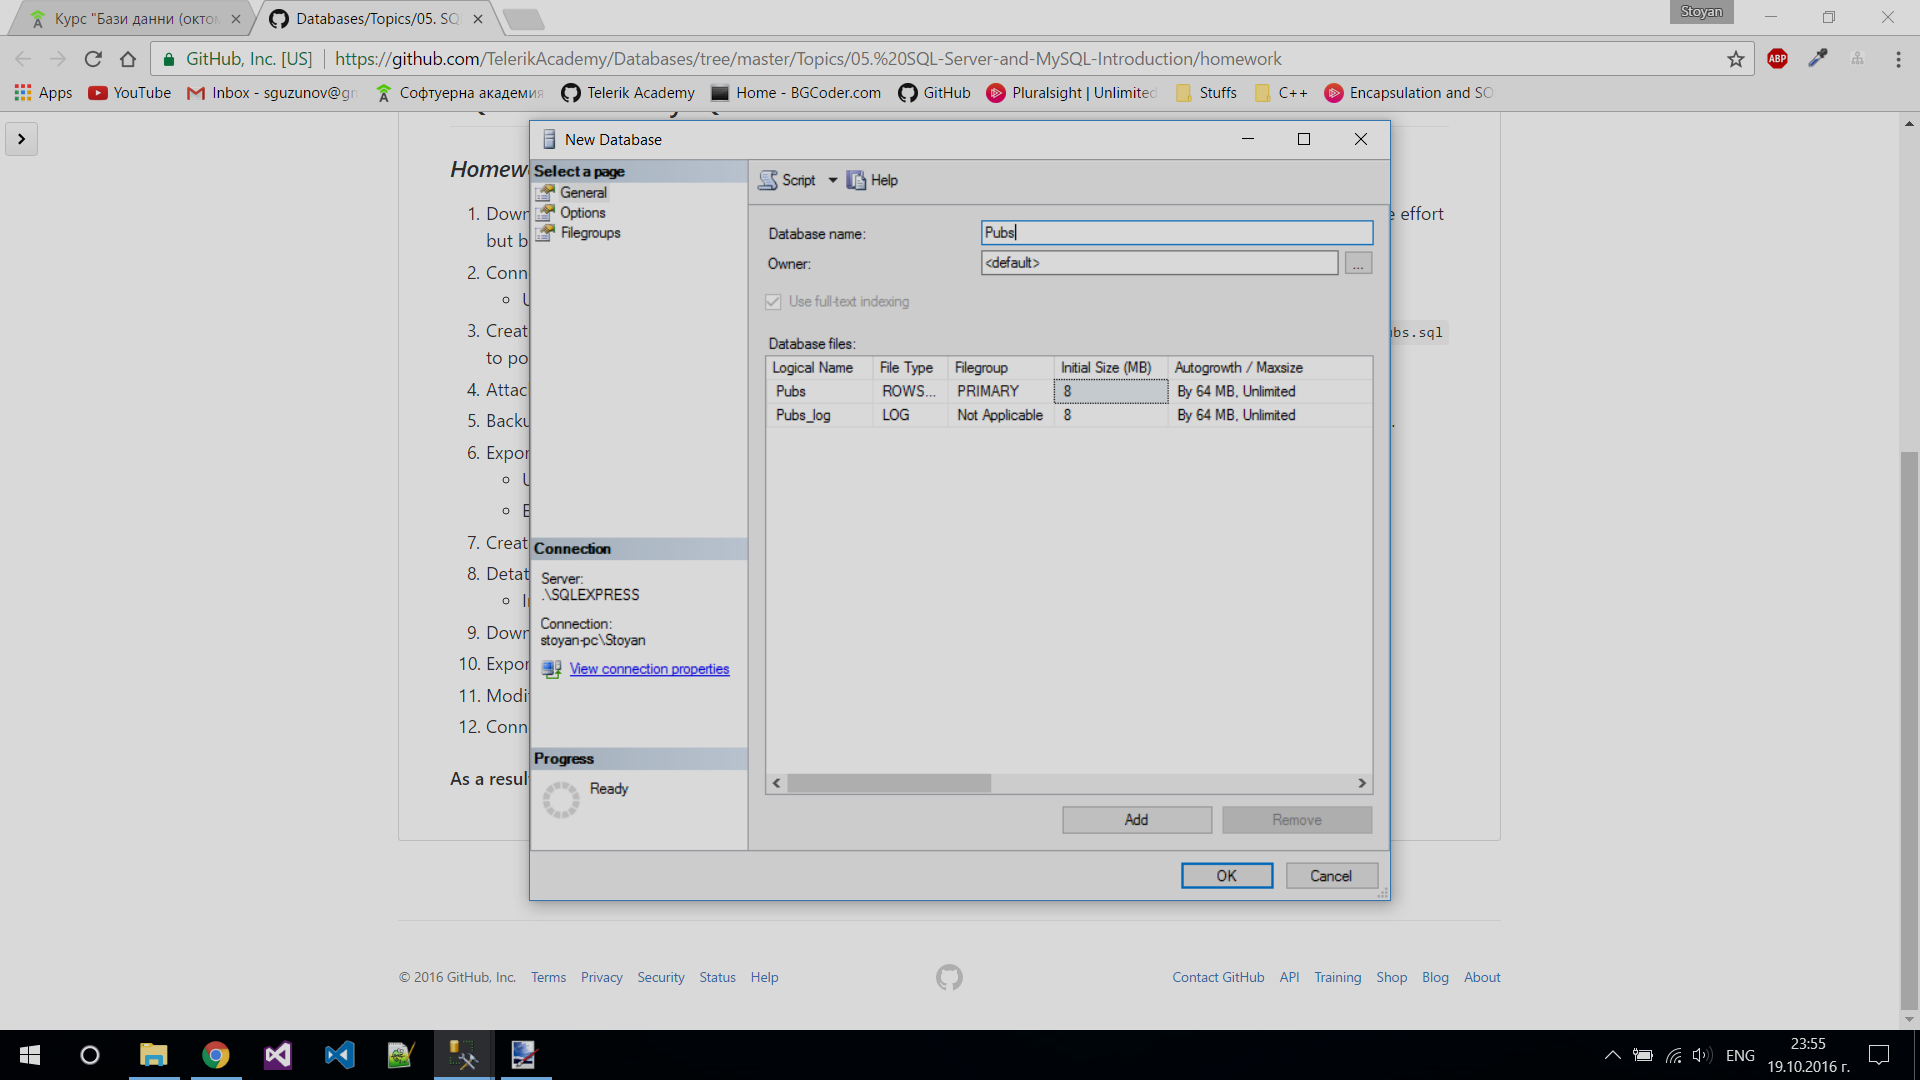 Курс "Бази данни (окто
Databases/Topics/05. SQ
Stoyan
GitHub, Inc. [US]
https://github.com/TelerikAcademy/Databases/tree/master/Topics/05.%20SQL-Server-and-MySQL-Introduction/homework
ABP
Apps
YouTube
Inbox - sguzunov@gm
Софтуерна академия
Telerik Academy
Home - BGCoder.com
GitHub
Pluralsight | Unlimited
Stuffs
C++
Encapsulation and SO
Homew
1. Down
e effort
but b
2. Conn
3. Creat
bs.sql
to po
4. Attac
5. Backu
6. Expor
7. Creat
8. Detat
9. Down
10. Expor
11. Modi
12. Conn
As a resul
New Database
Select a page
General
Options
Filegroups
Script
Help
Database name:
Pubs
Owner:
<default>
...
Use full-text indexing
Database files:
Logical Name File Type Filegroup Initial Size (MB) Autogrowth / Maxsize
Pubs ROWS... PRIMARY 8 By 64 MB, Unlimited
Pubs_log LOG Not Applicable 8 By 64 MB, Unlimited
Connection
Server:
.\SQLEXPRESS
Connection:
stoyan-pc\Stoyan
View connection properties
Progress
Ready
Add
Remove
OK
Cancel
© 2016 GitHub, Inc. Terms Privacy Security Status Help
Contact GitHub API Training Shop Blog About
ENG
23:55
19.10.2016 г.